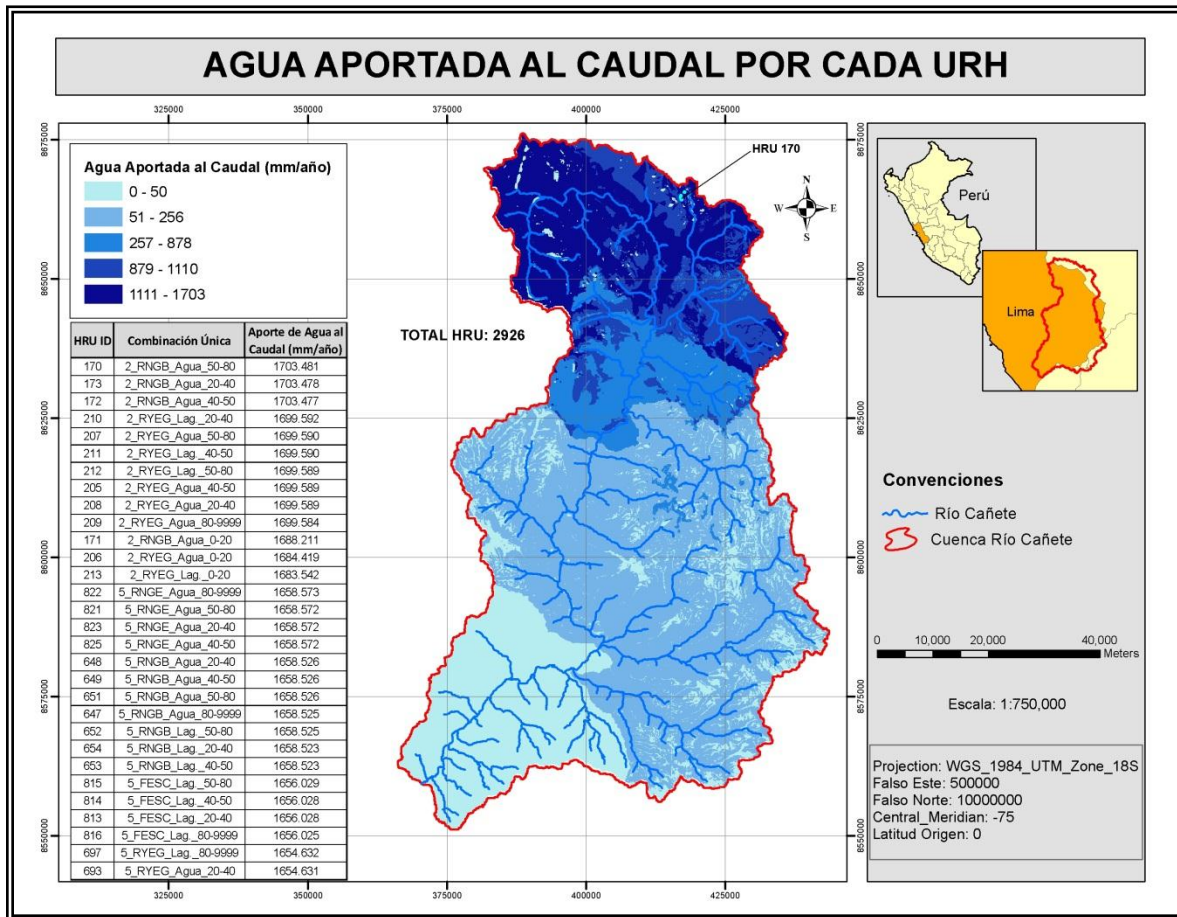 AGUA APORTADA AL CAUDAL POR CADA URH
325000 350000 375000 400000 425000
8675000
8650000
8625000
8600000
8575000
8550000
Agua Aportada al Caudal (mm/año)
0 - 50
51 - 256
257 - 878
879 - 1110
1111 - 1703
HRU 170
N
W E
S
TOTAL HRU: 2926
HRU ID Combinación Única Aporte de Agua al Caudal (mm/año)
170 2_RNGB_Agua_50-80 1703.481
173 2_RNGB_Agua_20-40 1703.478
172 2_RNGB_Agua_40-50 1703.477
210 2_RYEG_Lag._20-40 1699.592
207 2_RYEG_Agua_50-80 1699.590
211 2_RYEG_Lag._40-50 1699.590
212 2_RYEG_Lag._50-80 1699.589
205 2_RYEG_Agua_40-50 1699.589
208 2_RYEG_Agua_20-40 1699.589
209 2_RYEG_Agua_80-9999 1699.584
171 2_RNGB_Agua_0-20 1688.211
206 2_RYEG_Agua_0-20 1684.419
213 2_RYEG_Lag._0-20 1683.542
822 5_RNGE_Agua_80-9999 1658.573
821 5_RNGE_Agua_50-80 1658.572
823 5_RNGE_Agua_20-40 1658.572
825 5_RNGE_Agua_40-50 1658.572
648 5_RNGB_Agua_20-40 1658.526
649 5_RNGB_Agua_40-50 1658.526
651 5_RNGB_Agua_50-80 1658.526
647 5_RNGB_Agua_80-9999 1658.525
652 5_RNGB_Lag._50-80 1658.525
654 5_RNGB_Lag._20-40 1658.523
653 5_RNGB_Lag._40-50 1658.523
815 5_FESC_Lag._50-80 1656.029
814 5_FESC_Lag._40-50 1656.028
813 5_FESC_Lag._20-40 1656.028
816 5_FESC_Lag._80-9999 1656.025
697 5_RYEG_Lag._80-9999 1654.632
693 5_RYEG_Agua_20-40 1654.631
8675000
8650000
8625000
8600000
8575000
8550000
325000 350000 375000 400000 425000
Perú
Lima
Convenciones
Río Cañete
Cuenca Río Cañete
0 10,000 20,000 40,000
Meters
Escala: 1:750,000
Projection: WGS_1984_UTM_Zone_18S
Falso Este: 500000
Falso Norte: 10000000
Central_Meridian: -75
Latitud Origen: 0